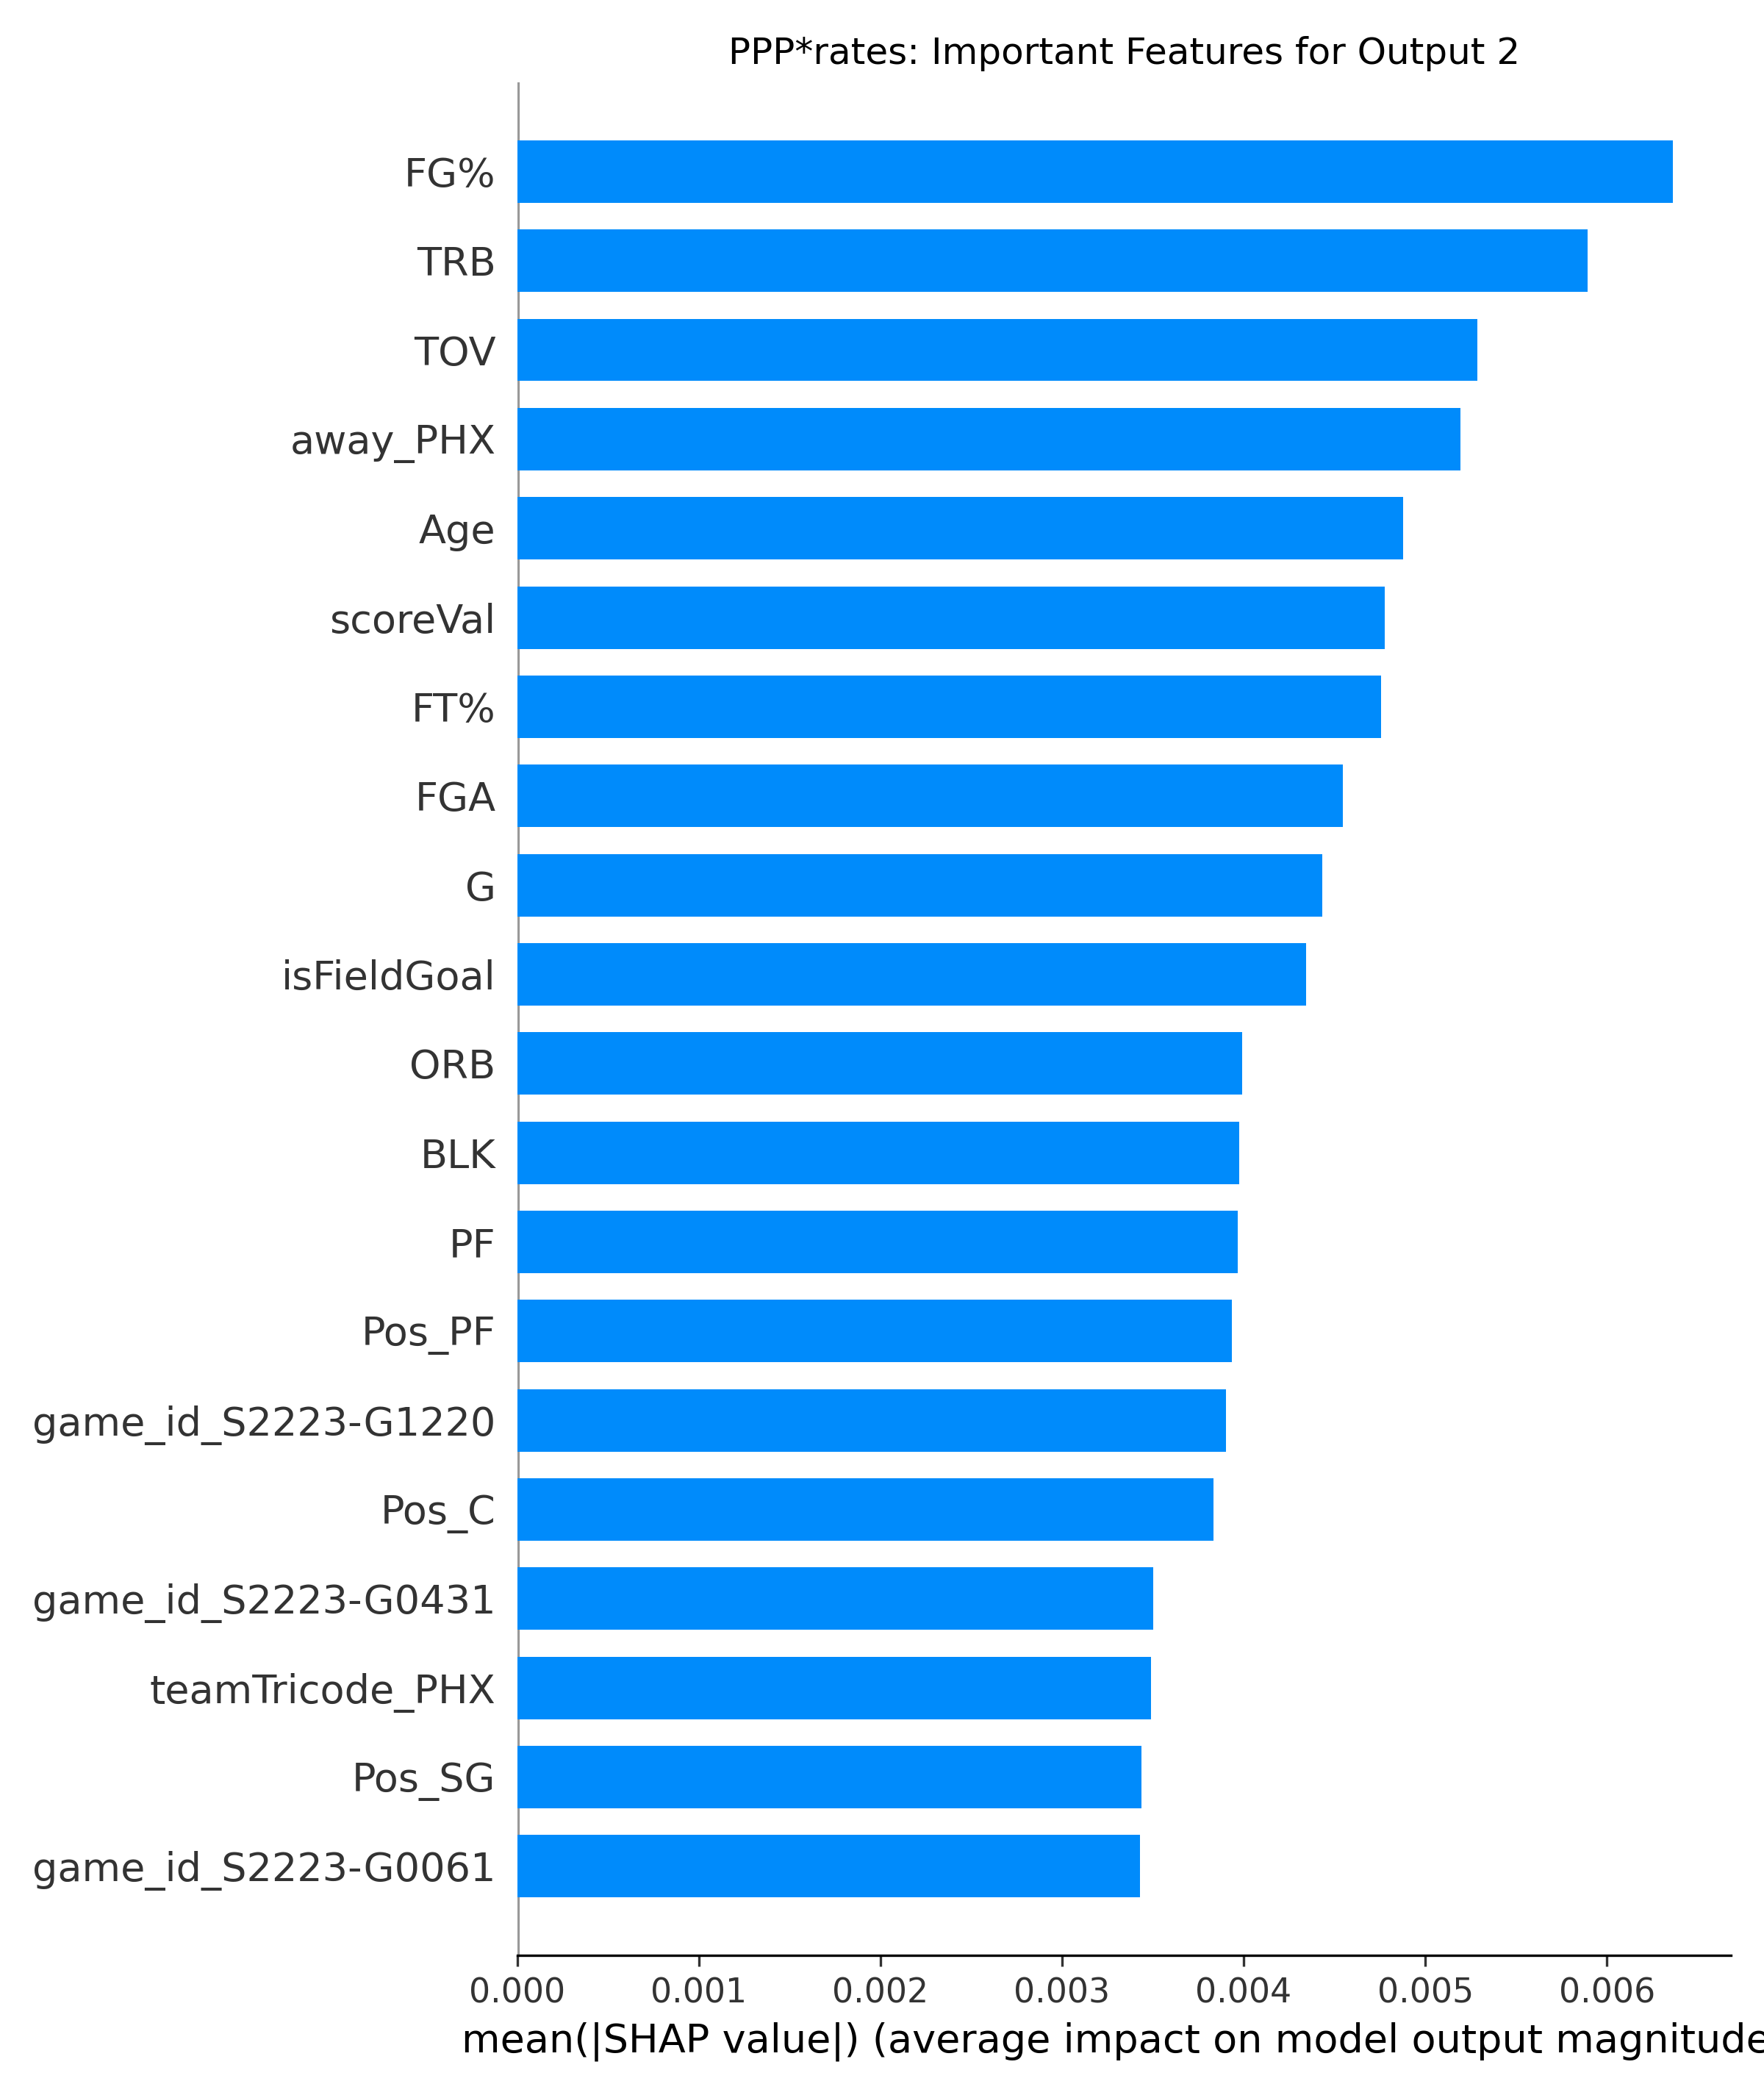 PPP*rates: Important Features for Output 2
FG%
TRB
TOV
away_PHX
Age
scoreVal
FT%
FGA
G
isFieldGoal
ORB
BLK
PF
Pos_PF
game_id_S2223-G1220
Pos_C
game_id_S2223-G0431
teamTricode_PHX
Pos_SG
game_id_S2223-G0061
0.000 0.001 0.002 0.003 0.004 0.005 0.006
mean(|SHAP value|) (average impact on model output magnitude